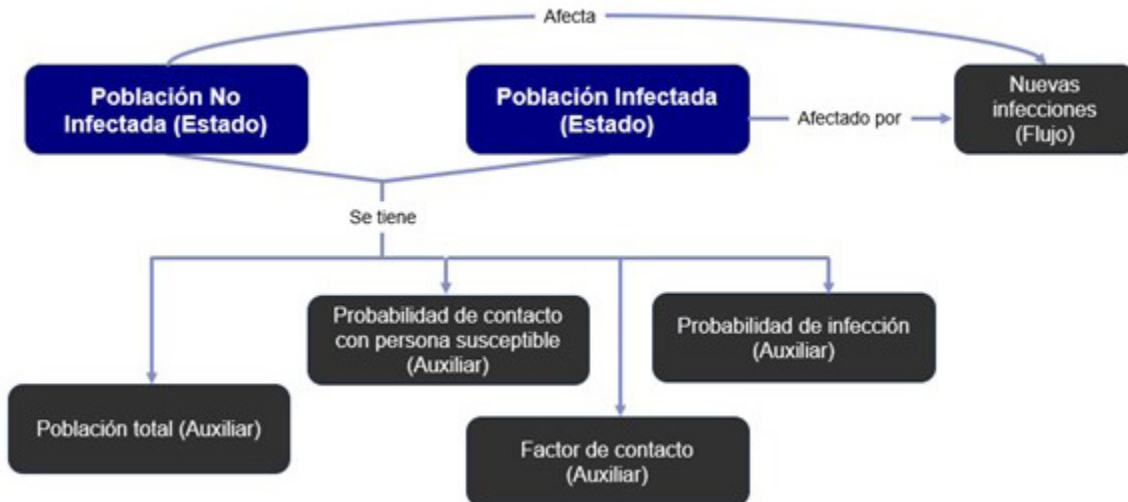 Afecta
Población No
Infectada (Estado)
Población Infectada
(Estado)
Afectado por
Nuevas
infecciones
(Flujo)
Se tiene
Probabilidad de contacto
con persona susceptible
(Auxiliar)
Probabilidad de infección
(Auxiliar)
Población total (Auxiliar)
Factor de contacto
(Auxiliar)